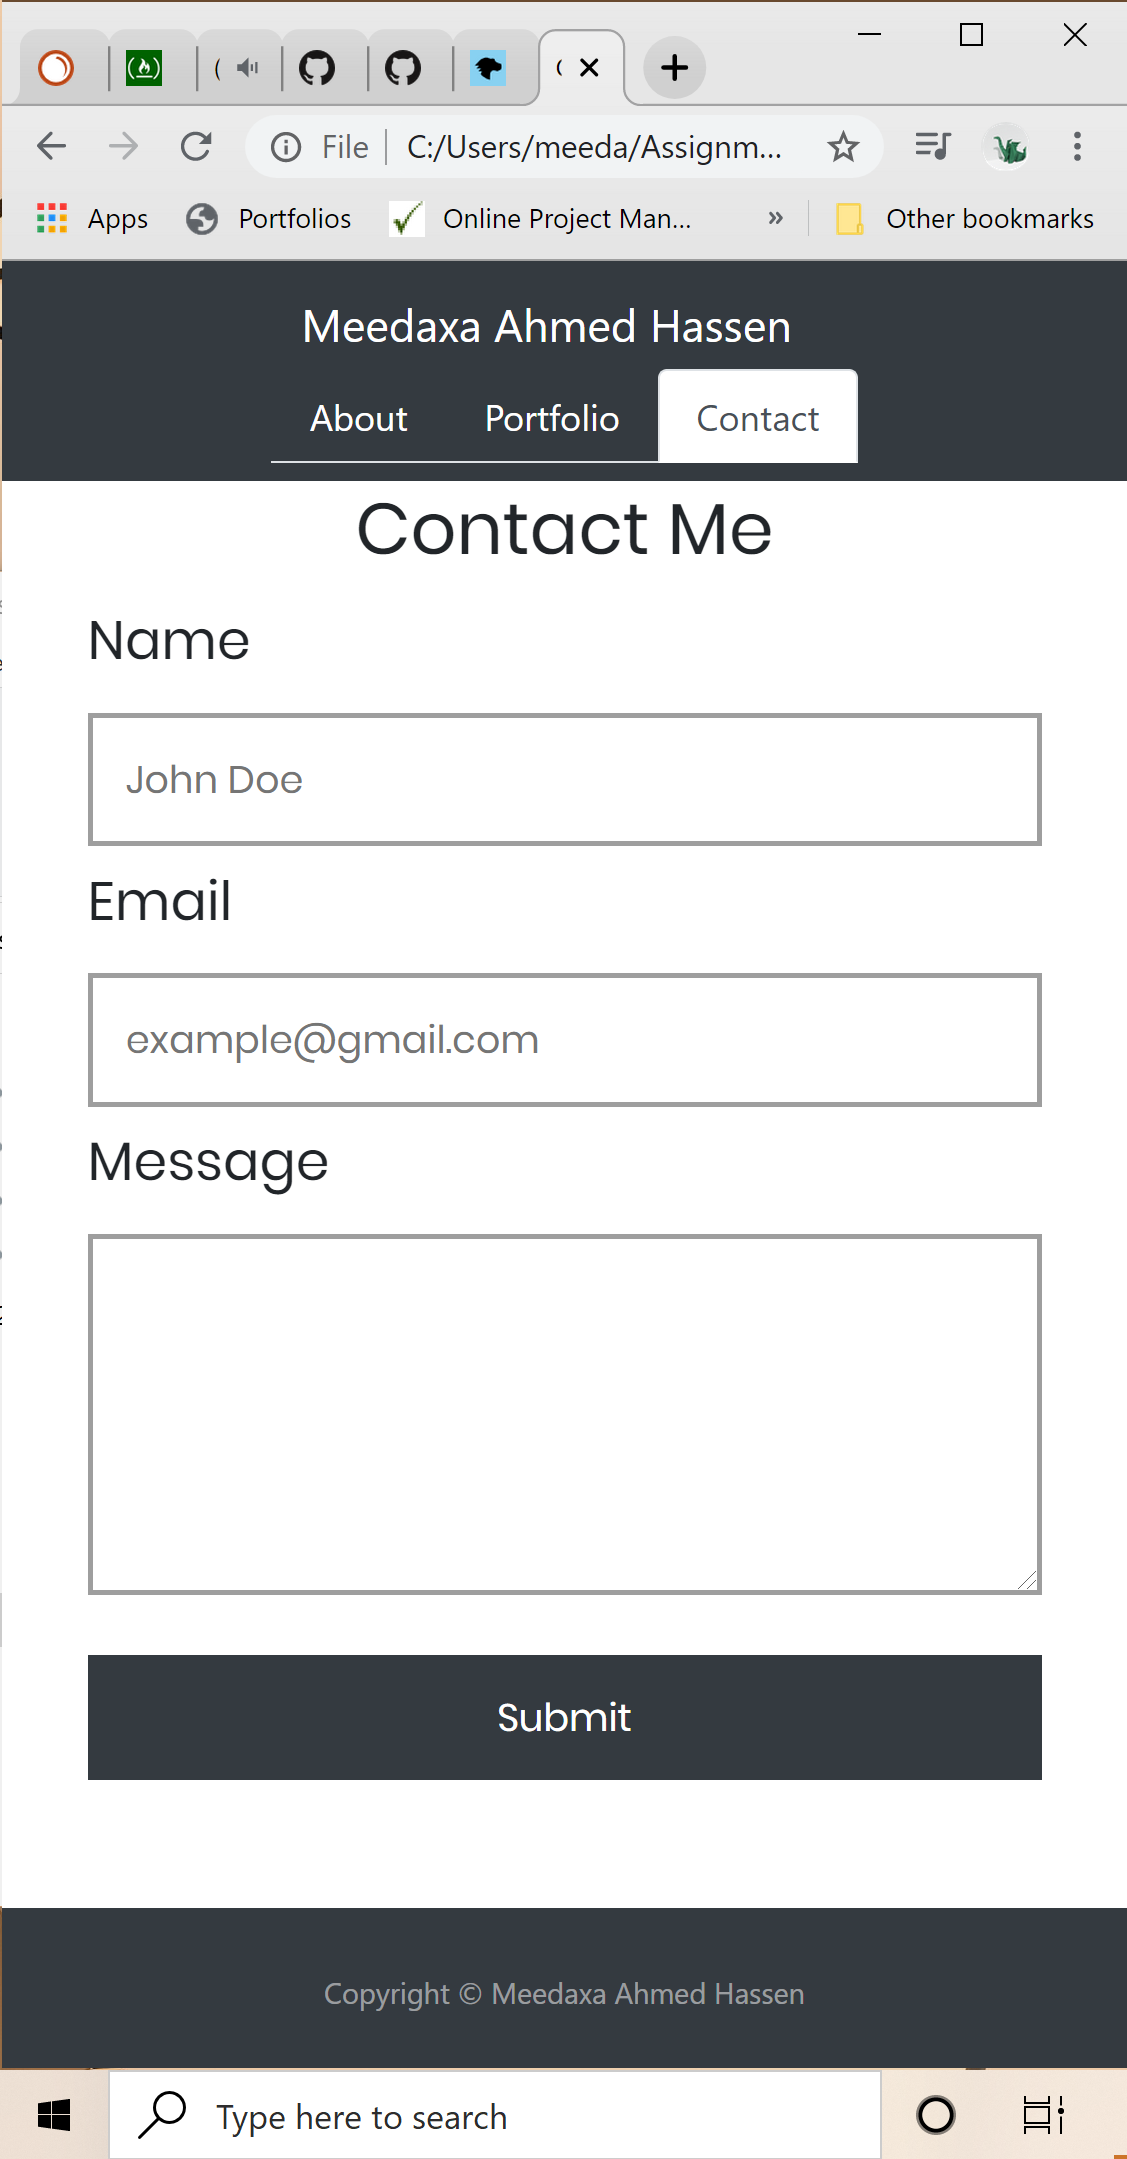 File C:/Users/meeda/Assignm...
Apps Portfolios Online Project Man... » Other bookmarks
Meedaxa Ahmed Hassen
About Portfolio Contact
Contact Me
Name
John Doe
Email
example@gmail.com
Message
Submit
Copyright © Meedaxa Ahmed Hassen
Type here to search